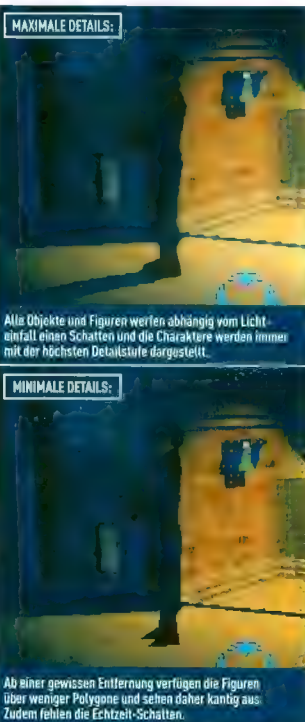 MAXIMALE DETAILS:
Alle Objekte und Figuren werfen abhängig vom Licht-
einfall einen Schatten und die Charaktere werden immer
mit der höchsten Detailstufe dargestellt.
MINIMALE DETAILS:
Ab einer gewissen Entfernung verfügen die Figuren
über weniger Polygone und sehen daher kantig aus.
Zudem fehlen die Echtzeit-Schatten.